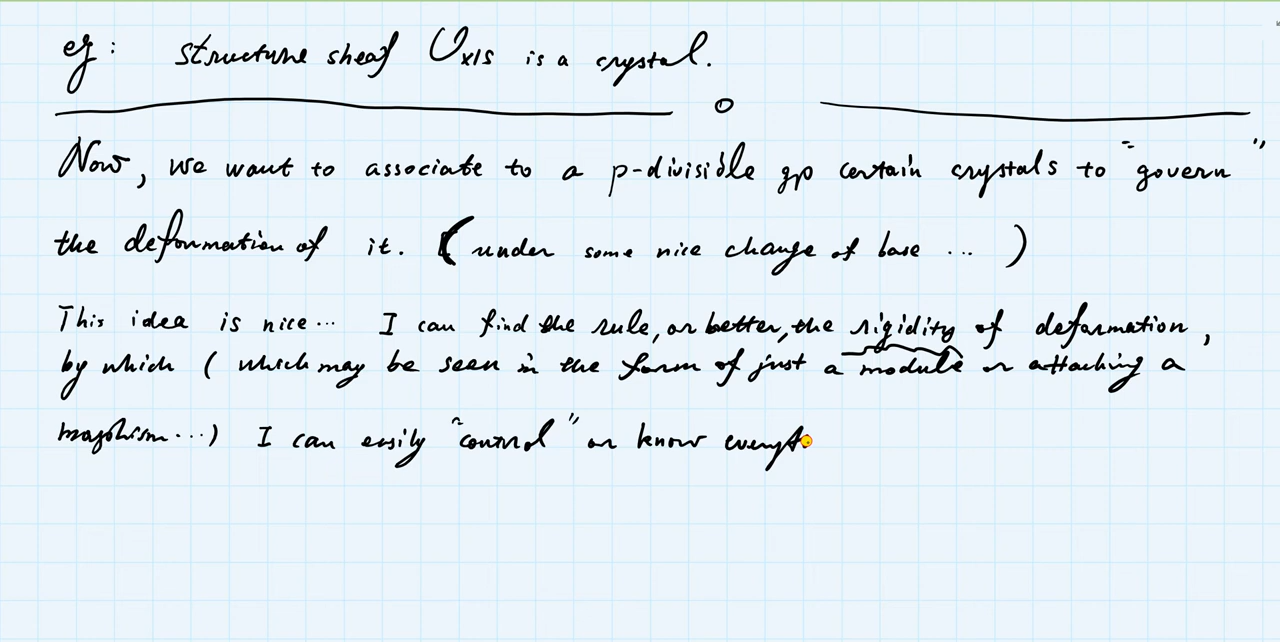 eg: structure sheaf O_X/S is a crystal.
Now, we want to associate to a p-divisible gp certain crystals to "govern"
the deformation of it. (under some nice change of base ... )
This idea is nice... I can find the rule, or better, the rigidity of deformation,
by which ( which may be seen in the form of just a module or attaching a
morphism...) I can easily "control" or know everyt